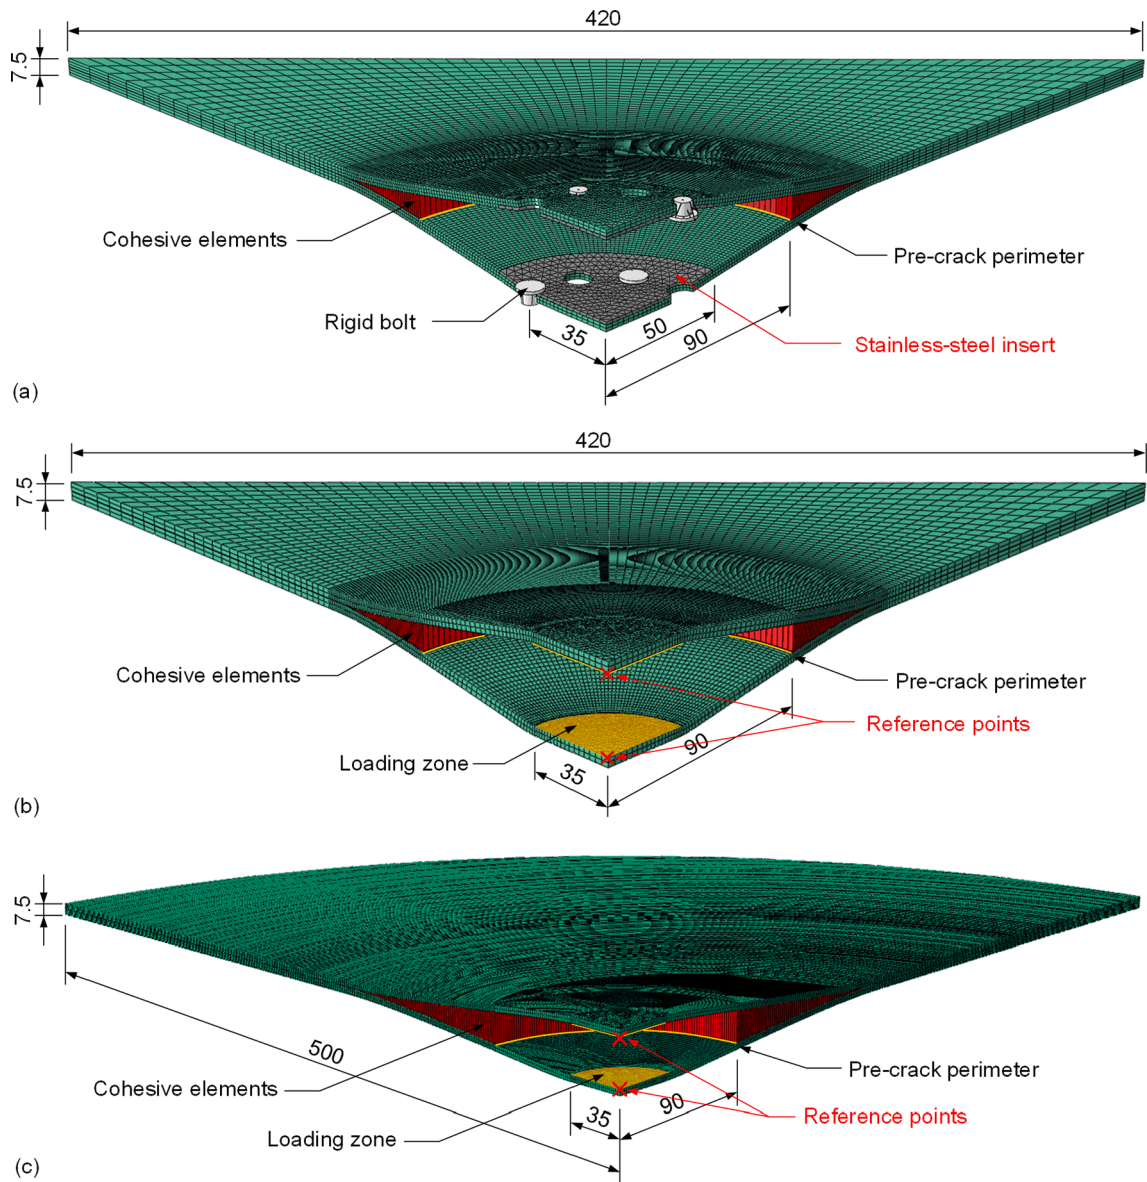 420
7.5
Cohesive elements
Pre-crack perimeter
Rigid bolt
35
50
90
Stainless-steel insert
(a)
420
7.5
Cohesive elements
Pre-crack perimeter
Reference points
Loading zone
35
90
(b)
7.5
500
Cohesive elements
Pre-crack perimeter
35
90
Reference points
Loading zone
(c)